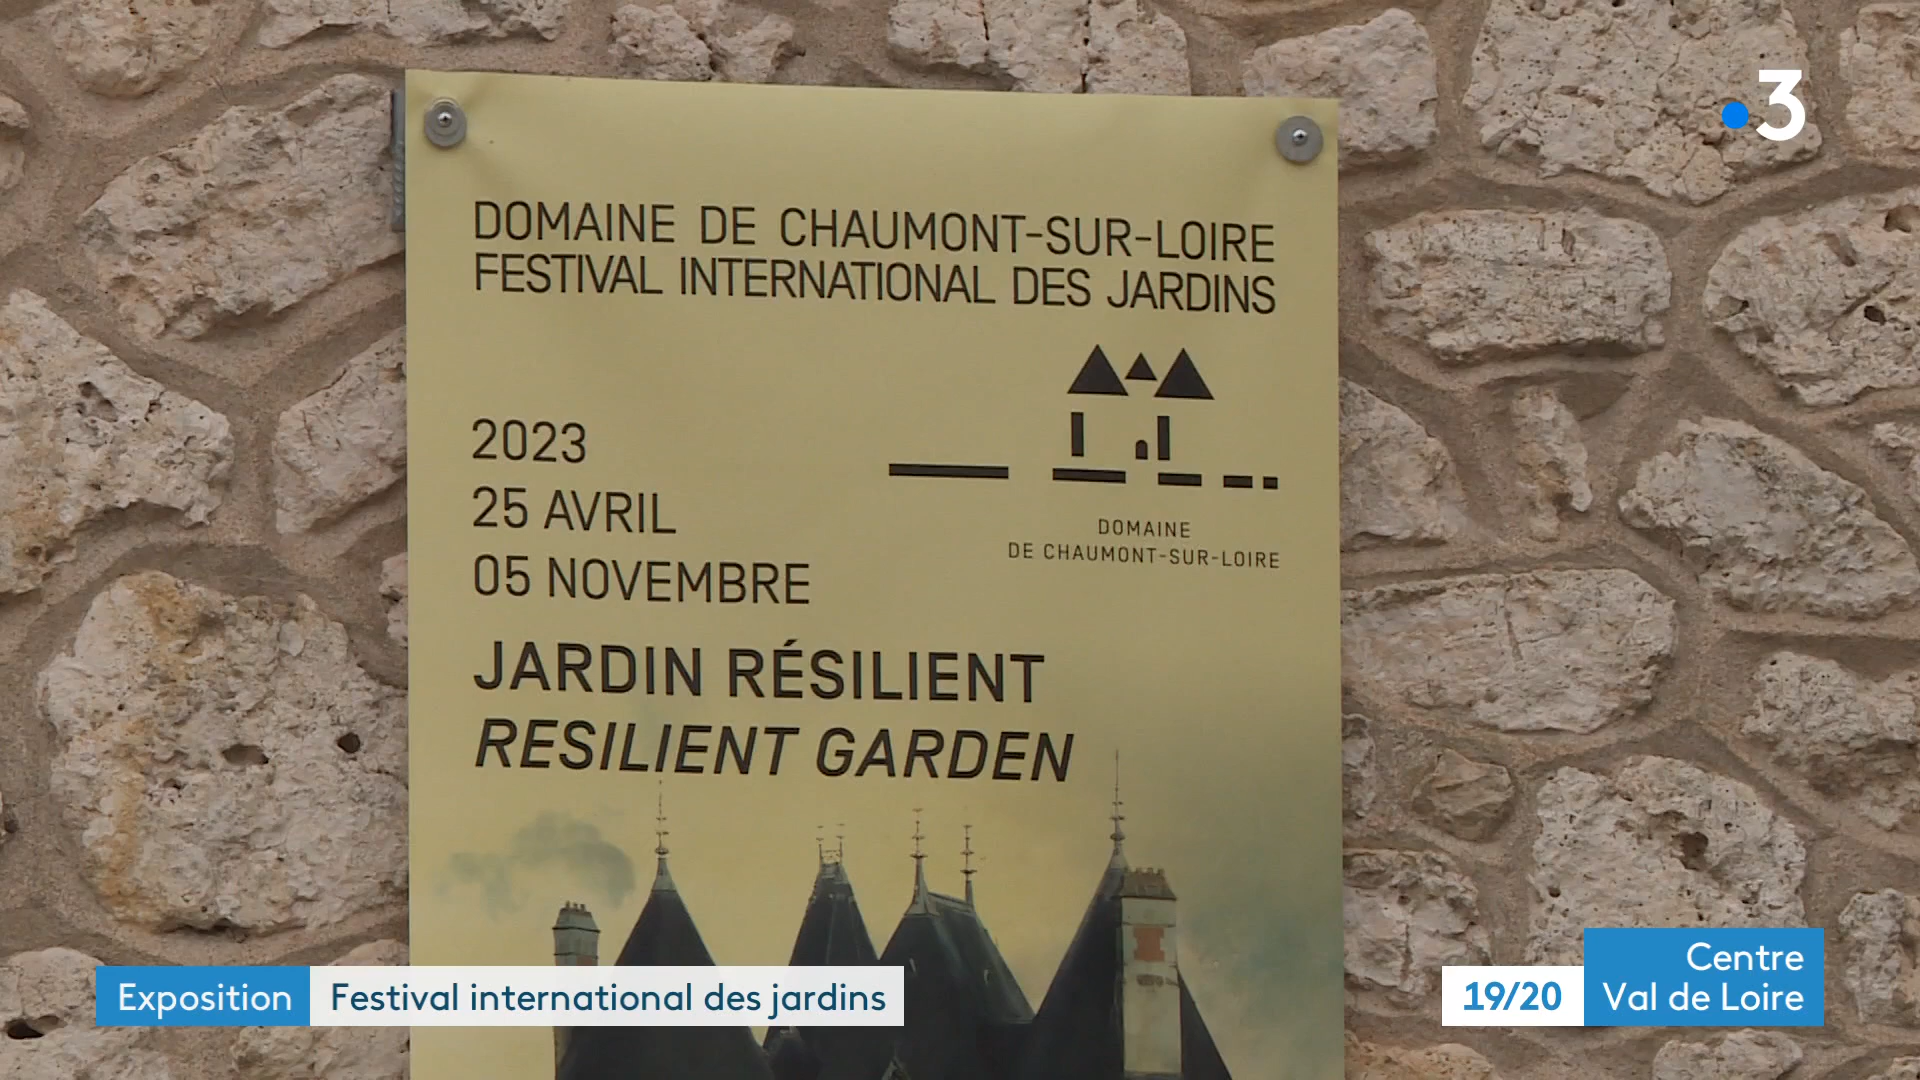 3
DOMAINE DE CHAUMONT-SUR-LOIRE
FESTIVAL INTERNATIONAL DES JARDINS
2023
25 AVRIL
05 NOVEMBRE
DOMAINE
DE CHAUMONT-SUR-LOIRE
JARDIN RÉSILIENT
RESILIENT GARDEN
Exposition Festival international des jardins
19/20
Centre
Val de Loire